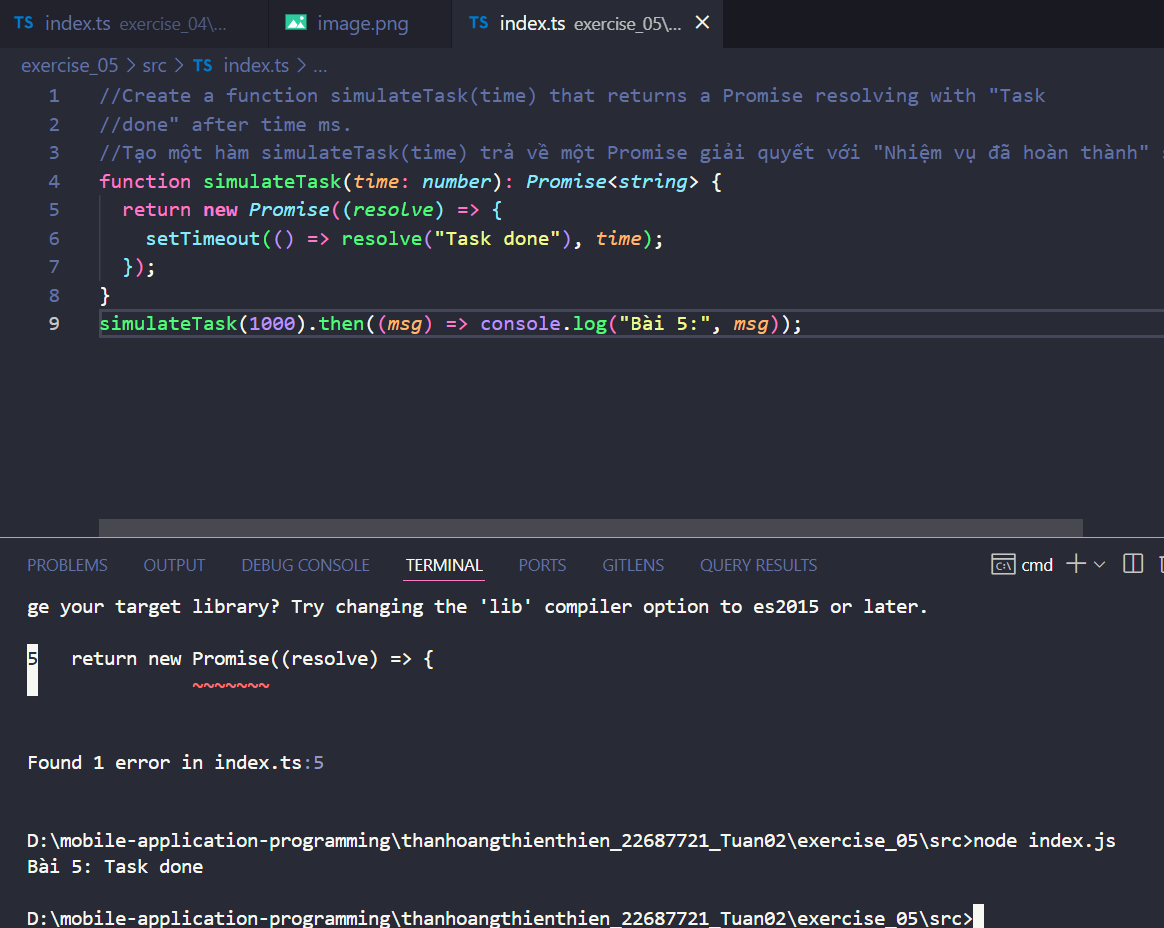 TS index.ts exercise_04\... image.png TS index.ts exercise_05\... ×
exercise_05 > src > TS index.ts > ...
1 //Create a function simulateTask(time) that returns a Promise resolving with "Task
2 //done" after time ms.
3 //Tạo một hàm simulateTask(time) trả về một Promise giải quyết với "Nhiệm vụ đã hoàn thành"
4 function simulateTask(time: number): Promise<string> {
5   return new Promise((resolve) => {
6     setTimeout(() => resolve("Task done"), time);
7   });
8 }
9 simulateTask(1000).then((msg) => console.log("Bài 5:", msg));
PROBLEMS OUTPUT DEBUG CONSOLE TERMINAL PORTS GITLENS QUERY RESULTS cmd
ge your target library? Try changing the 'lib' compiler option to es2015 or later.
5   return new Promise((resolve) => {
~~~~~~~
Found 1 error in index.ts:5
D:\mobile-application-programming\thanhoangthienthien_22687721_Tuan02\exercise_05\src>node index.js
Bài 5: Task done
D:\mobile-application-programming\thanhoangthienthien_22687721_Tuan02\exercise_05\src>